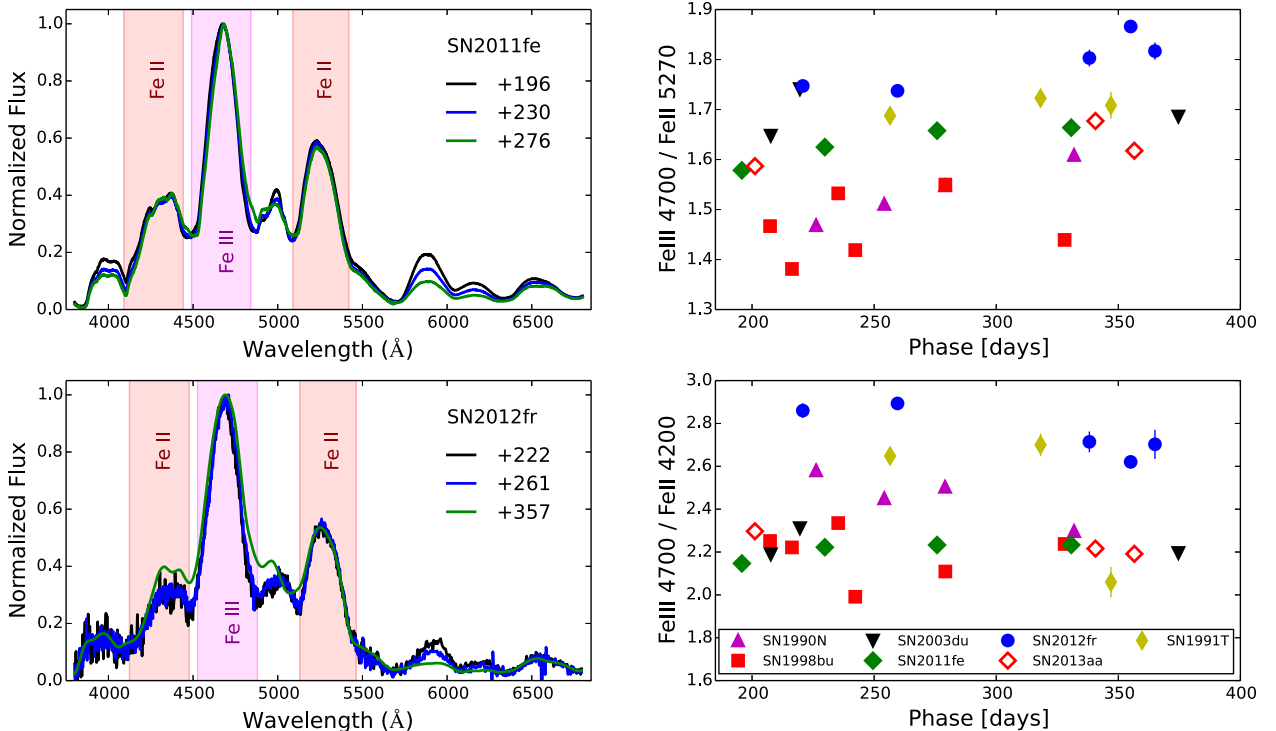 SN2011fe
+196
+230
+276
Fe II
Fe III
Fe II
Normalized Flux
0.0
0.2
0.4
0.6
0.8
1.0
4000 4500 5000 5500 6000 6500
Wavelength (Å)
FeIII 4700 / FeII 5270
1.3
1.4
1.5
1.6
1.7
1.8
1.9
200 250 300 350 400
Phase [days]
SN2012fr
+222
+261
+357
Fe II
Fe III
Fe II
Normalized Flux
0.0
0.2
0.4
0.6
0.8
1.0
4000 4500 5000 5500 6000 6500
Wavelength (Å)
FeIII 4700 / FeII 4200
1.6
1.8
2.0
2.2
2.4
2.6
2.8
3.0
SN1990N SN2003du SN2012fr SN1991T
SN1998bu SN2011fe SN2013aa
200 250 300 350 400
Phase [days]